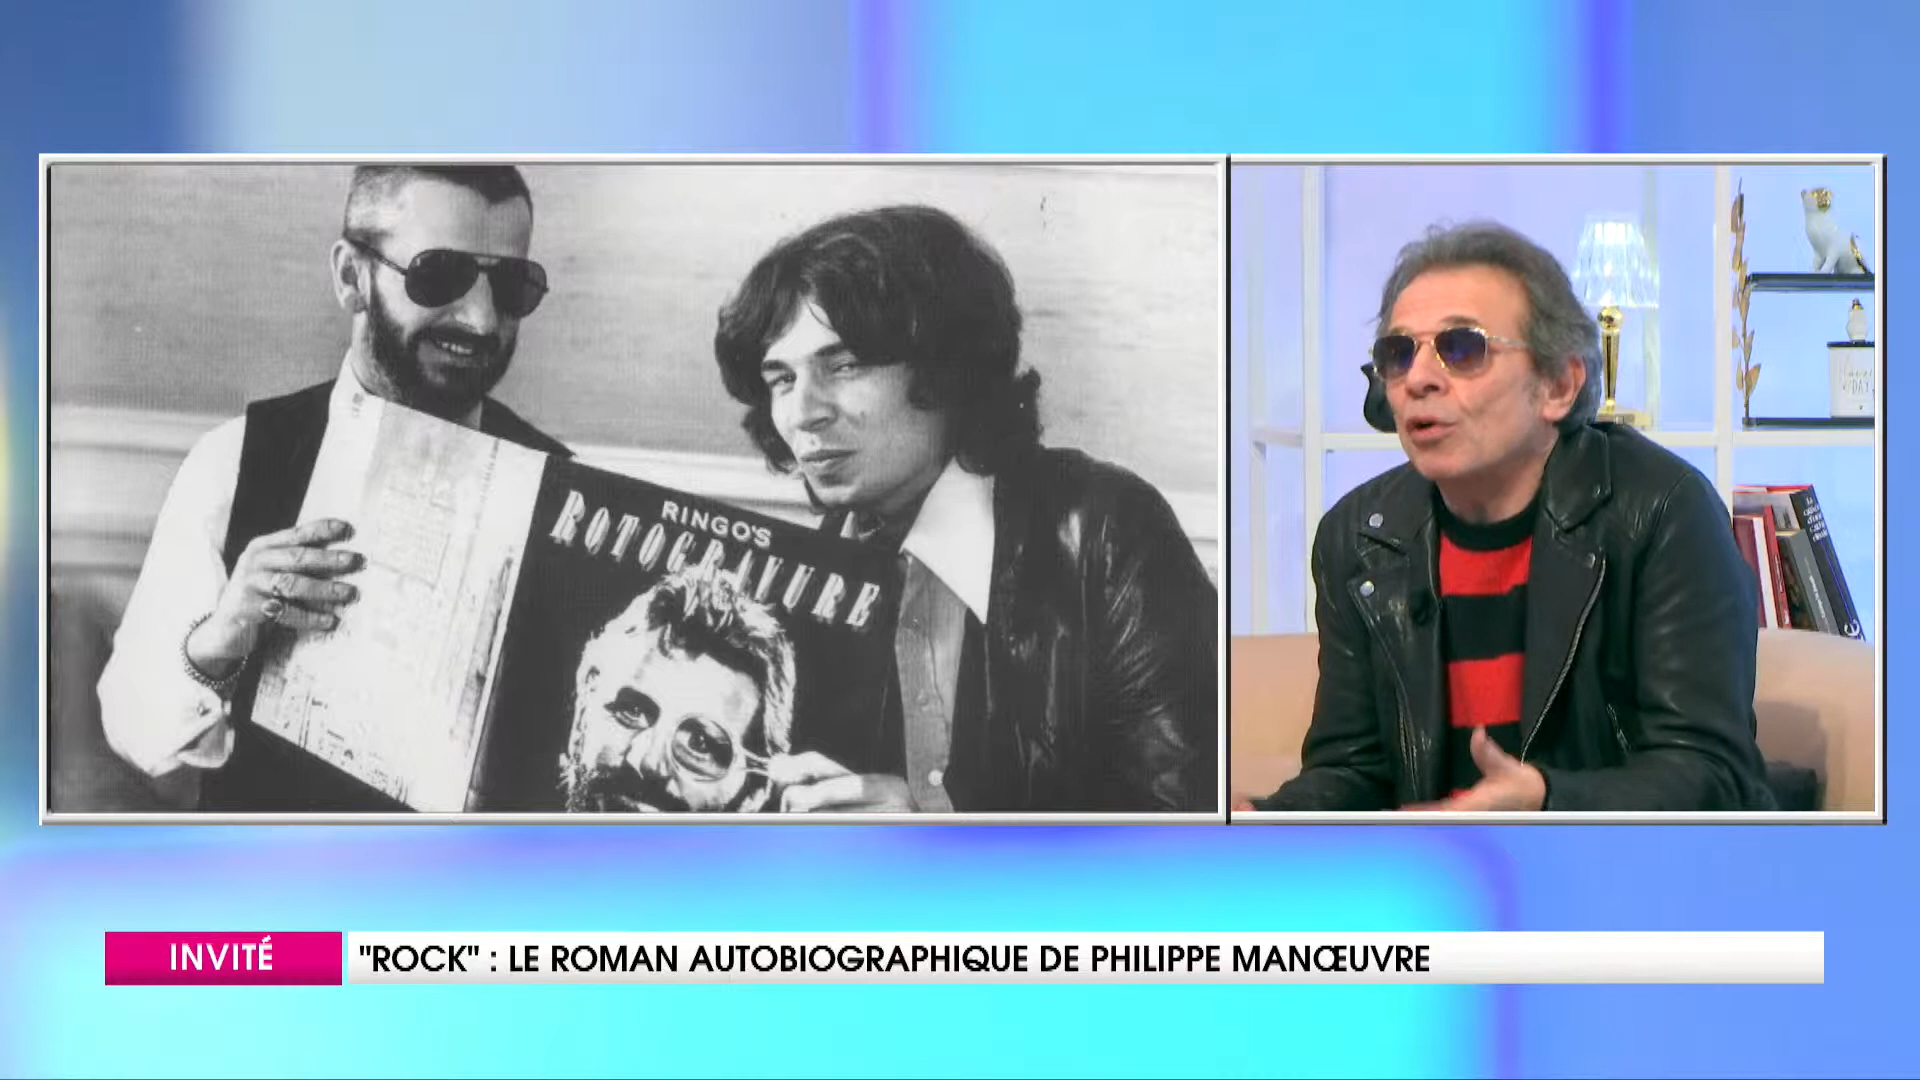 RINGO'S
ROTOGRAVURE
INVITÉ
"ROCK" : LE ROMAN AUTOBIOGRAPHIQUE DE PHILIPPE MANŒUVRE